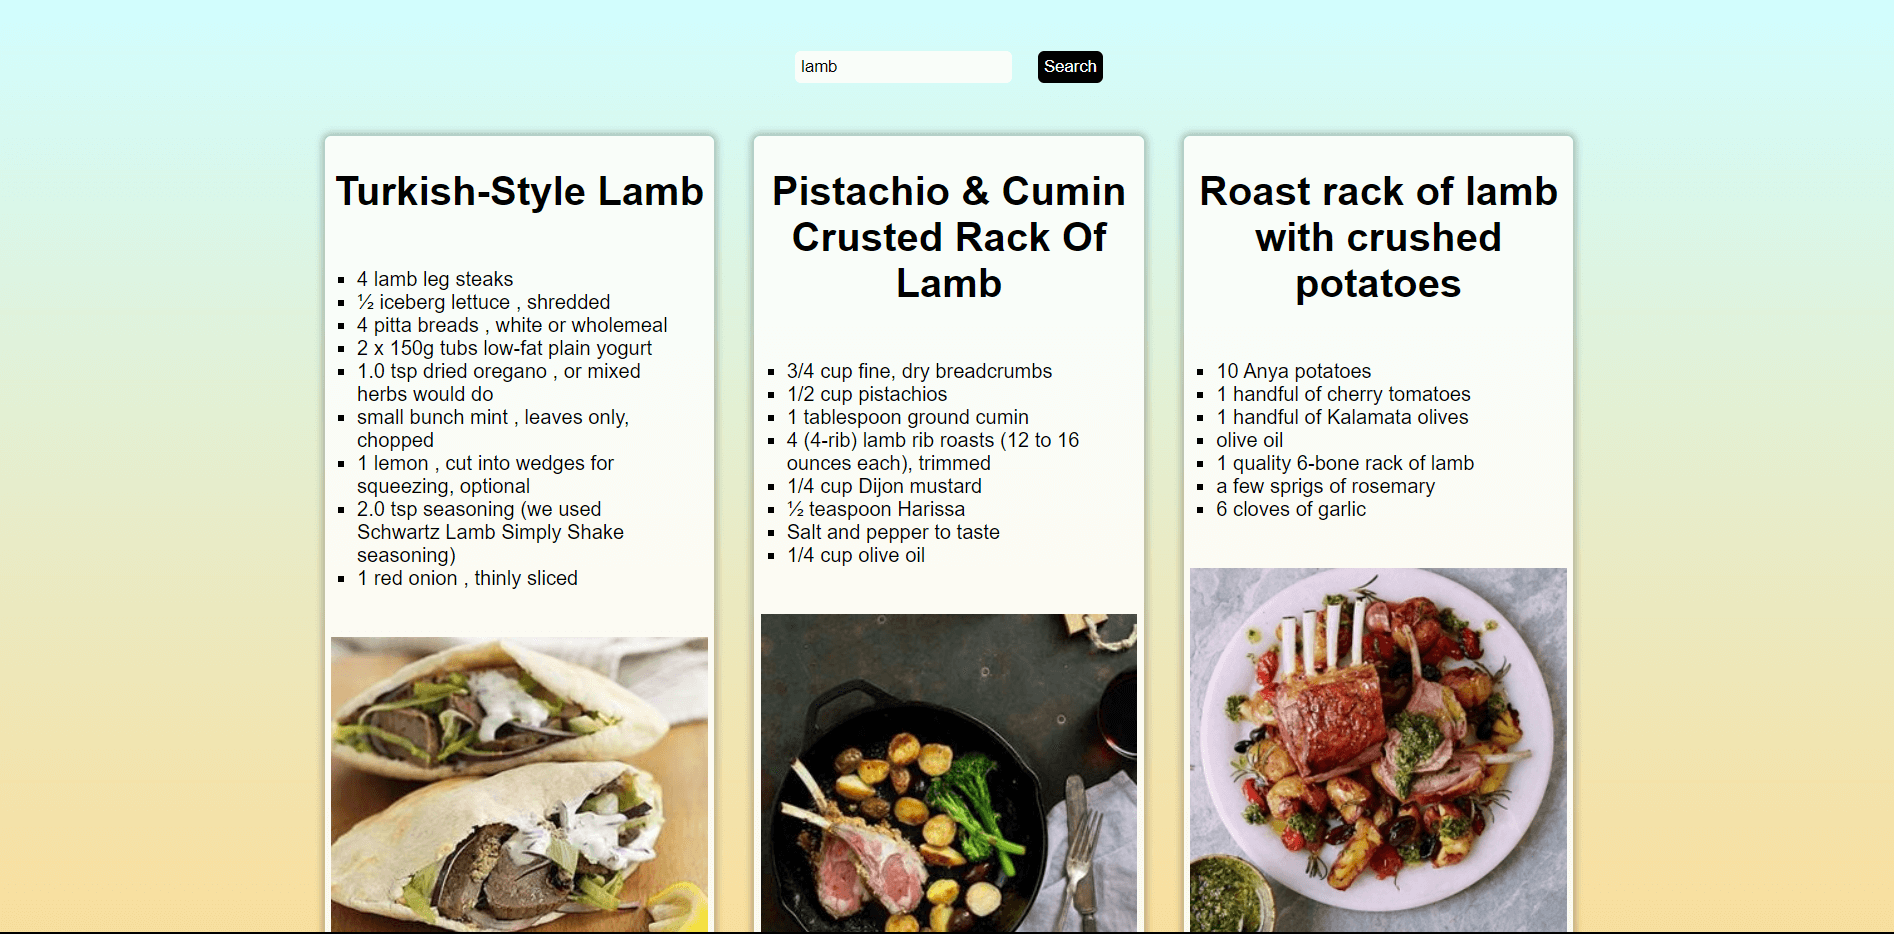 lamb
Search
Turkish-Style Lamb
4 lamb leg steaks
½ iceberg lettuce , shredded
4 pitta breads , white or wholemeal
2 x 150g tubs low-fat plain yogurt
1.0 tsp dried oregano , or mixed
herbs would do
small bunch mint , leaves only,
chopped
1 lemon , cut into wedges for
squeezing, optional
2.0 tsp seasoning (we used
Schwartz Lamb Simply Shake
seasoning)
1 red onion , thinly sliced
Pistachio & Cumin
Crusted Rack Of
Lamb
3/4 cup fine, dry breadcrumbs
1/2 cup pistachios
1 tablespoon ground cumin
4 (4-rib) lamb rib roasts (12 to 16
ounces each), trimmed
1/4 cup Dijon mustard
½ teaspoon Harissa
Salt and pepper to taste
1/4 cup olive oil
Roast rack of lamb
with crushed
potatoes
10 Anya potatoes
1 handful of cherry tomatoes
1 handful of Kalamata olives
olive oil
1 quality 6-bone rack of lamb
a few sprigs of rosemary
6 cloves of garlic